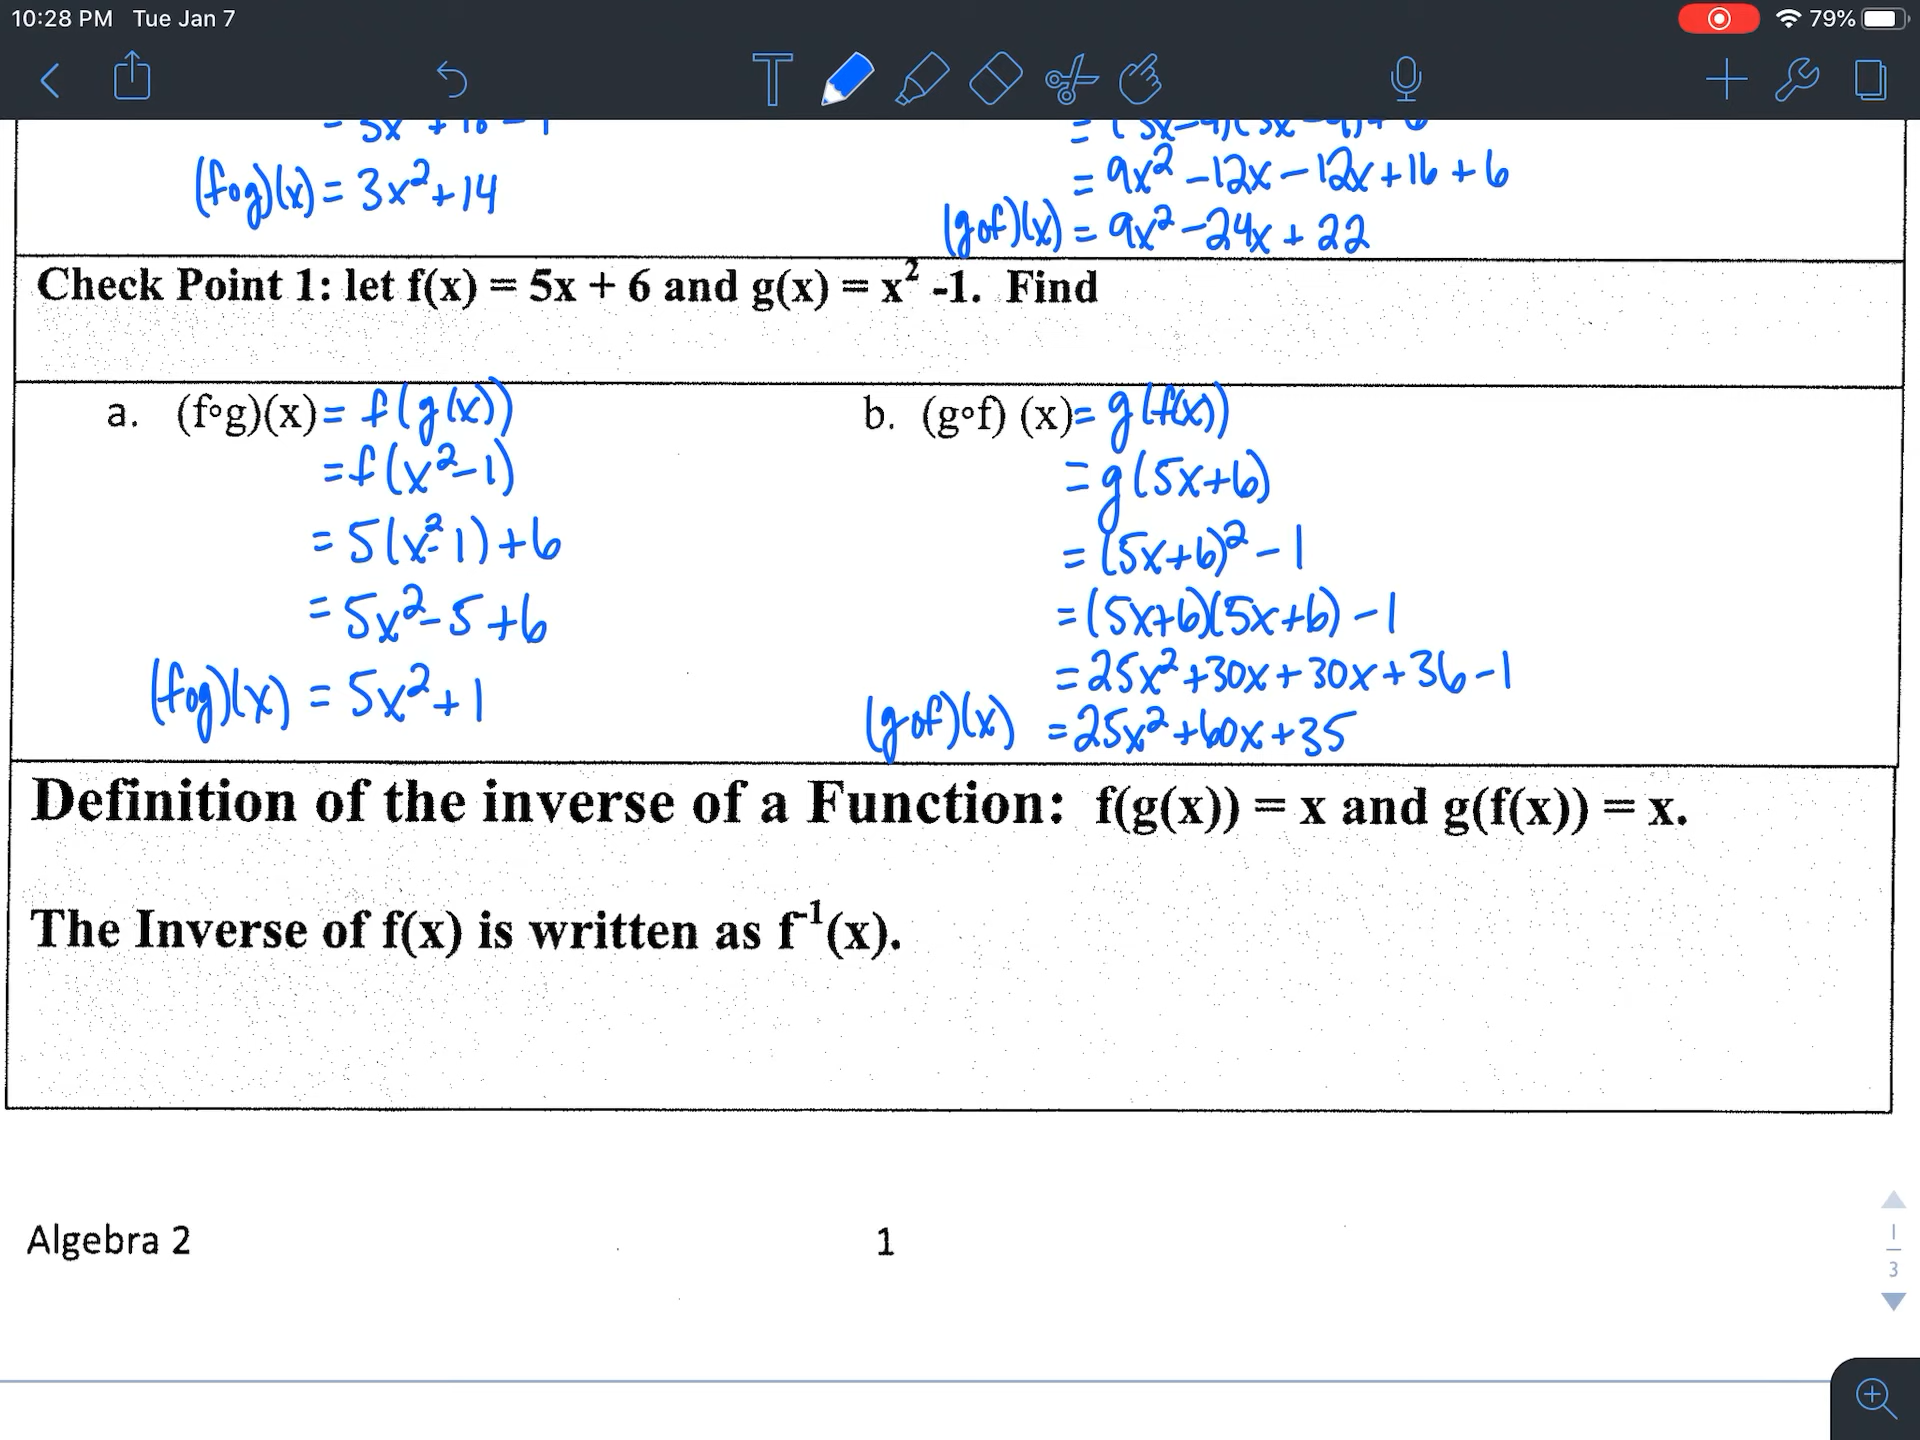 10:28 PM Tue Jan 7
79%
(f∘g)(x) = 3x²+14
= 9x² -12x - 12x +16 + 6
(g∘f)(x) = 9x² - 24x + 22
Check Point 1: let f(x) = 5x + 6 and g(x) = x² -1. Find
a. (f∘g)(x) = f(g(x))
= f(x²-1)
= 5(x²-1)+6
= 5x²-5+6
(f∘g)(x) = 5x²+1
b. (g∘f) (x) = g(f(x))
= g(5x+6)
= (5x+6)² - 1
= (5x+6)(5x+6) - 1
= 25x²+30x+30x+36-1
(g∘f)(x) = 25x²+60x+35
Definition of the inverse of a Function: f(g(x)) = x and g(f(x)) = x.
The Inverse of f(x) is written as f⁻¹(x).
Algebra 2
1
1
3